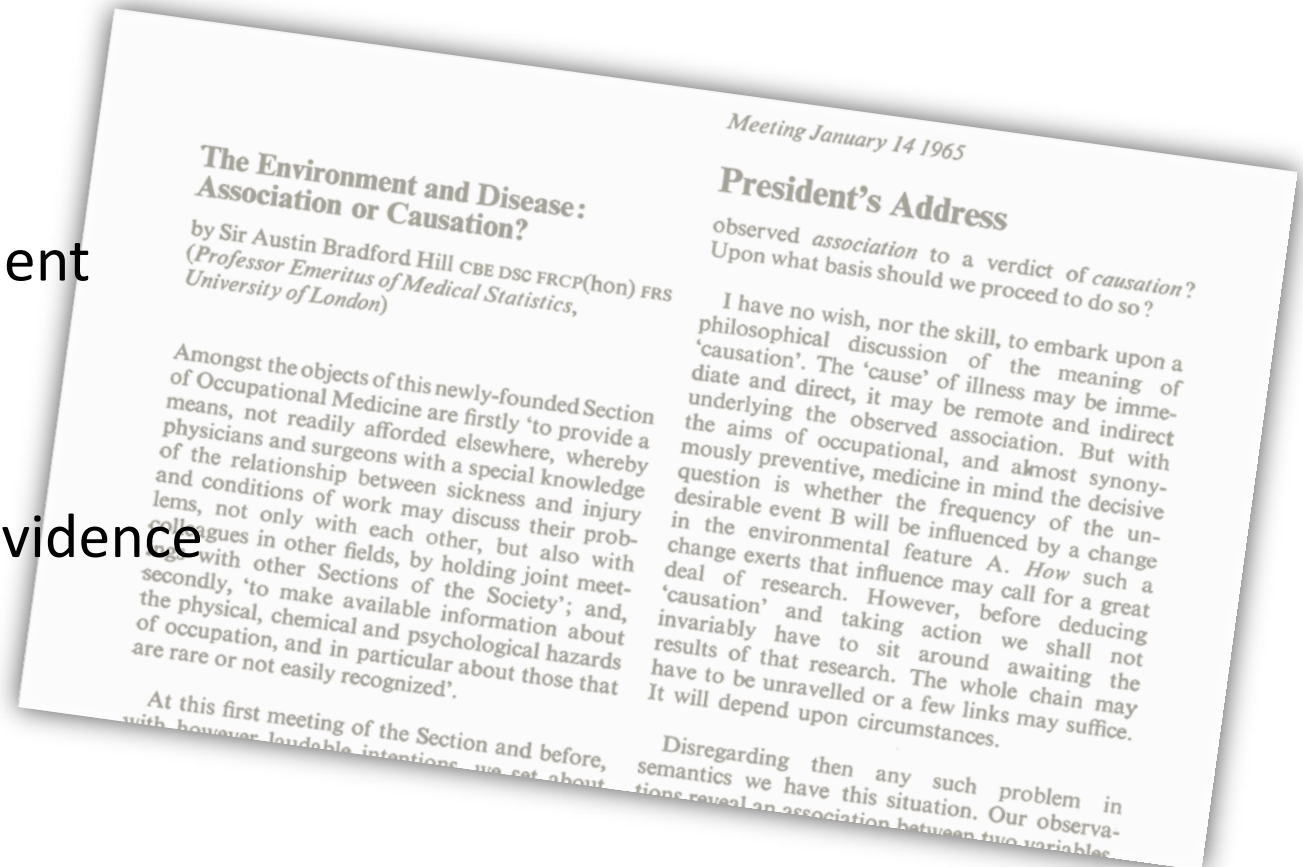 ent
vidence
Meeting January 14 1965
The Environment and Disease:
Association or Causation?
by Sir Austin Bradford Hill CBE DSC FRCP(hon) FRS
(Professor Emeritus of Medical Statistics,
University of London)
Amongst the objects of this newly-founded Section
of Occupational Medicine are firstly ‘to provide a
means, not readily afforded elsewhere, whereby
physicians and surgeons with a special knowledge
of the relationship between sickness and injury
and conditions of work may discuss their prob-
lems, not only with each other, but also with
colleagues in other fields, by holding joint meet-
ings with other Sections of the Society’; and,
secondly, ‘to make available information about
the physical, chemical and psychological hazards
of occupation, and in particular about those that
are rare or not easily recognized’.
At this first meeting of the Section and before,
with however laudable intentions, we set about
President’s Address
observed association to a verdict of causation?
Upon what basis should we proceed to do so?
I have no wish, nor the skill, to embark upon a
philosophical discussion of the meaning of
‘causation’. The ‘cause’ of illness may be imme-
diate and direct, it may be remote and indirect
underlying the observed association. But with
the aims of occupational, and almost synony-
mously preventive, medicine in mind the decisive
question is whether the frequency of the un-
desirable event B will be influenced by a change
in the environmental feature A. How such a
change exerts that influence may call for a great
deal of research. However, before deducing
‘causation’ and taking action we shall not
invariably have to sit around awaiting the
results of that research. The whole chain may
have to be unravelled or a few links may suffice.
It will depend upon circumstances.
Disregarding then any such problem in
semantics we have this situation. Our observa-
tions reveal an association between two variables,